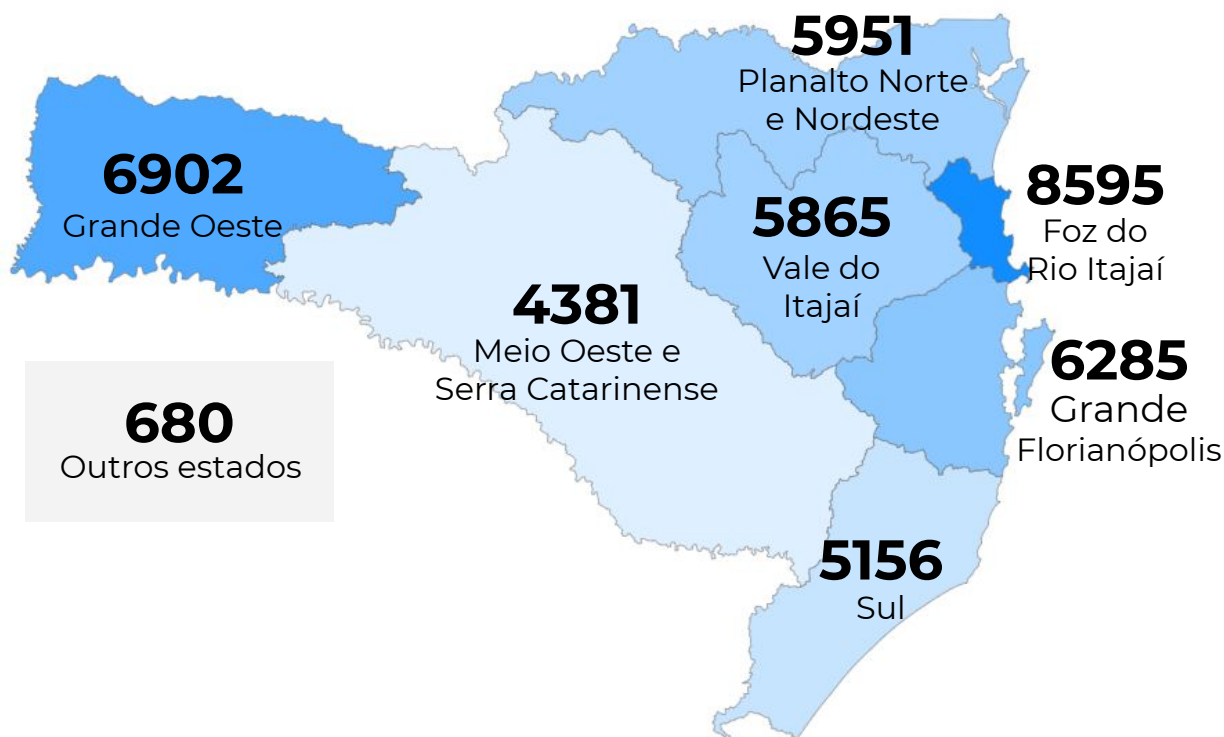 5951
Planalto Norte
e Nordeste
6902
Grande Oeste
5865
Vale do
Itajaí
8595
Foz do
Rio Itajaí
4381
Meio Oeste e
Serra Catarinense
6285
Grande
Florianópolis
680
Outros estados
5156
Sul